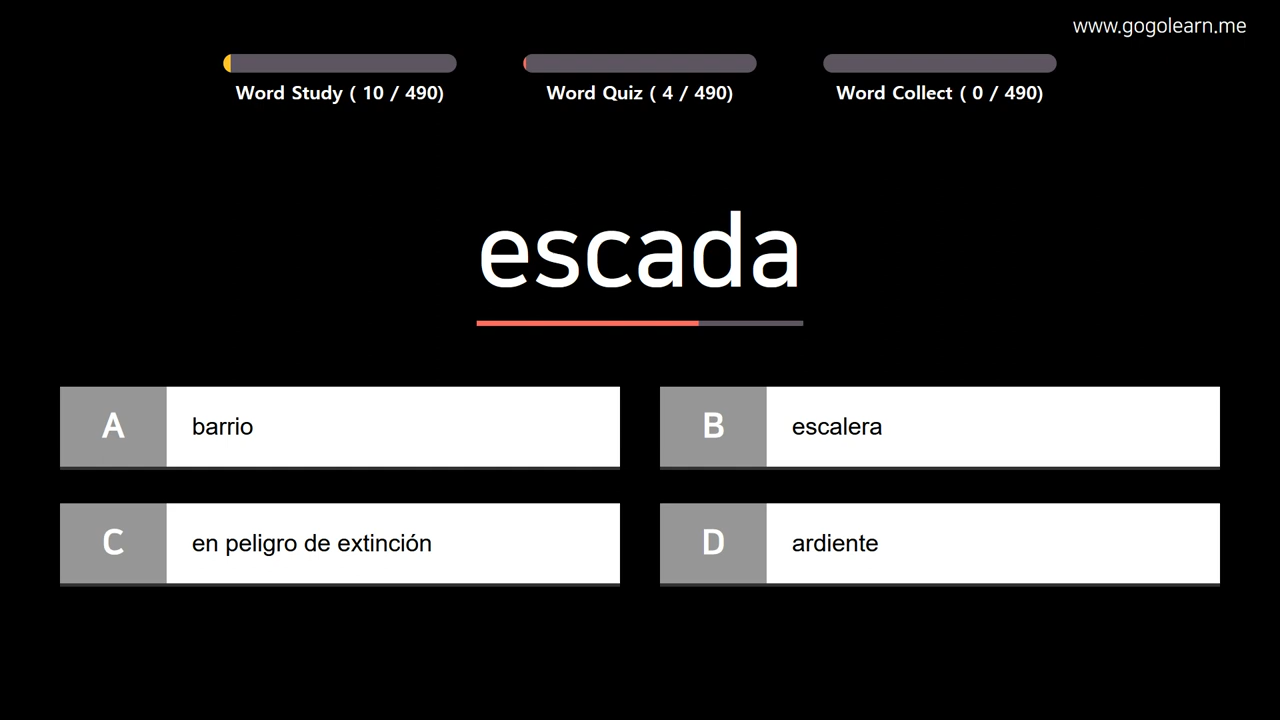 www.gogolearn.me
Word Study ( 10 / 490)
Word Quiz ( 4 / 490)
Word Collect ( 0 / 490)
escada
A barrio
B escalera
C en peligro de extinción
D ardiente